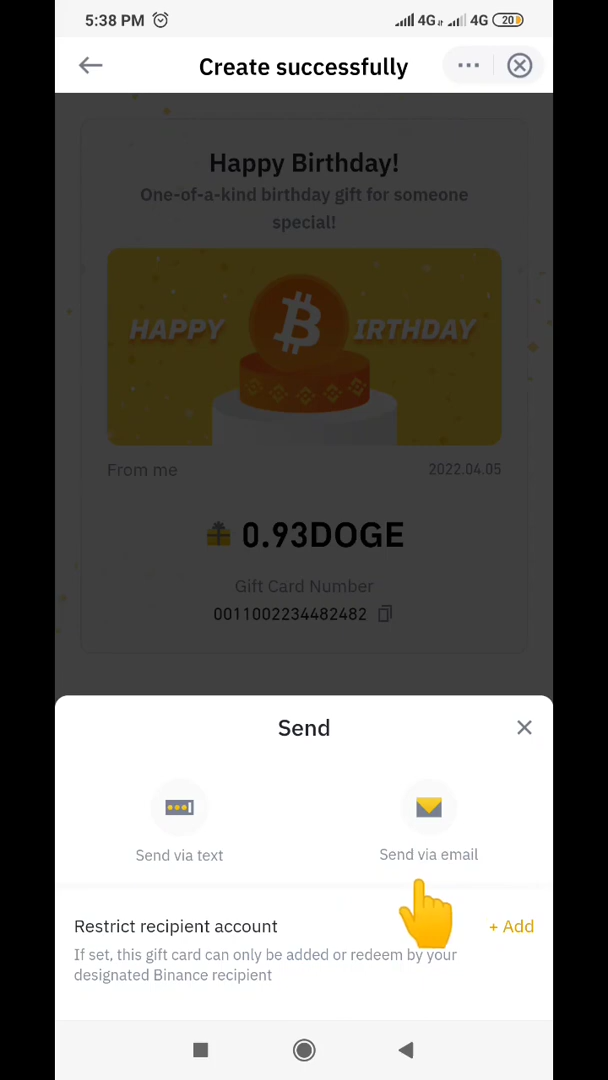 5:38 PM 4G 4G 20
Create successfully
Happy Birthday!
One-of-a-kind birthday gift for someone
special!
HAPPY BIRTHDAY
From me 2022.04.05
0.93DOGE
Gift Card Number
0011002234482482
Send
Send via text Send via email
Restrict recipient account + Add
If set, this gift card can only be added or redeem by your
designated Binance recipient